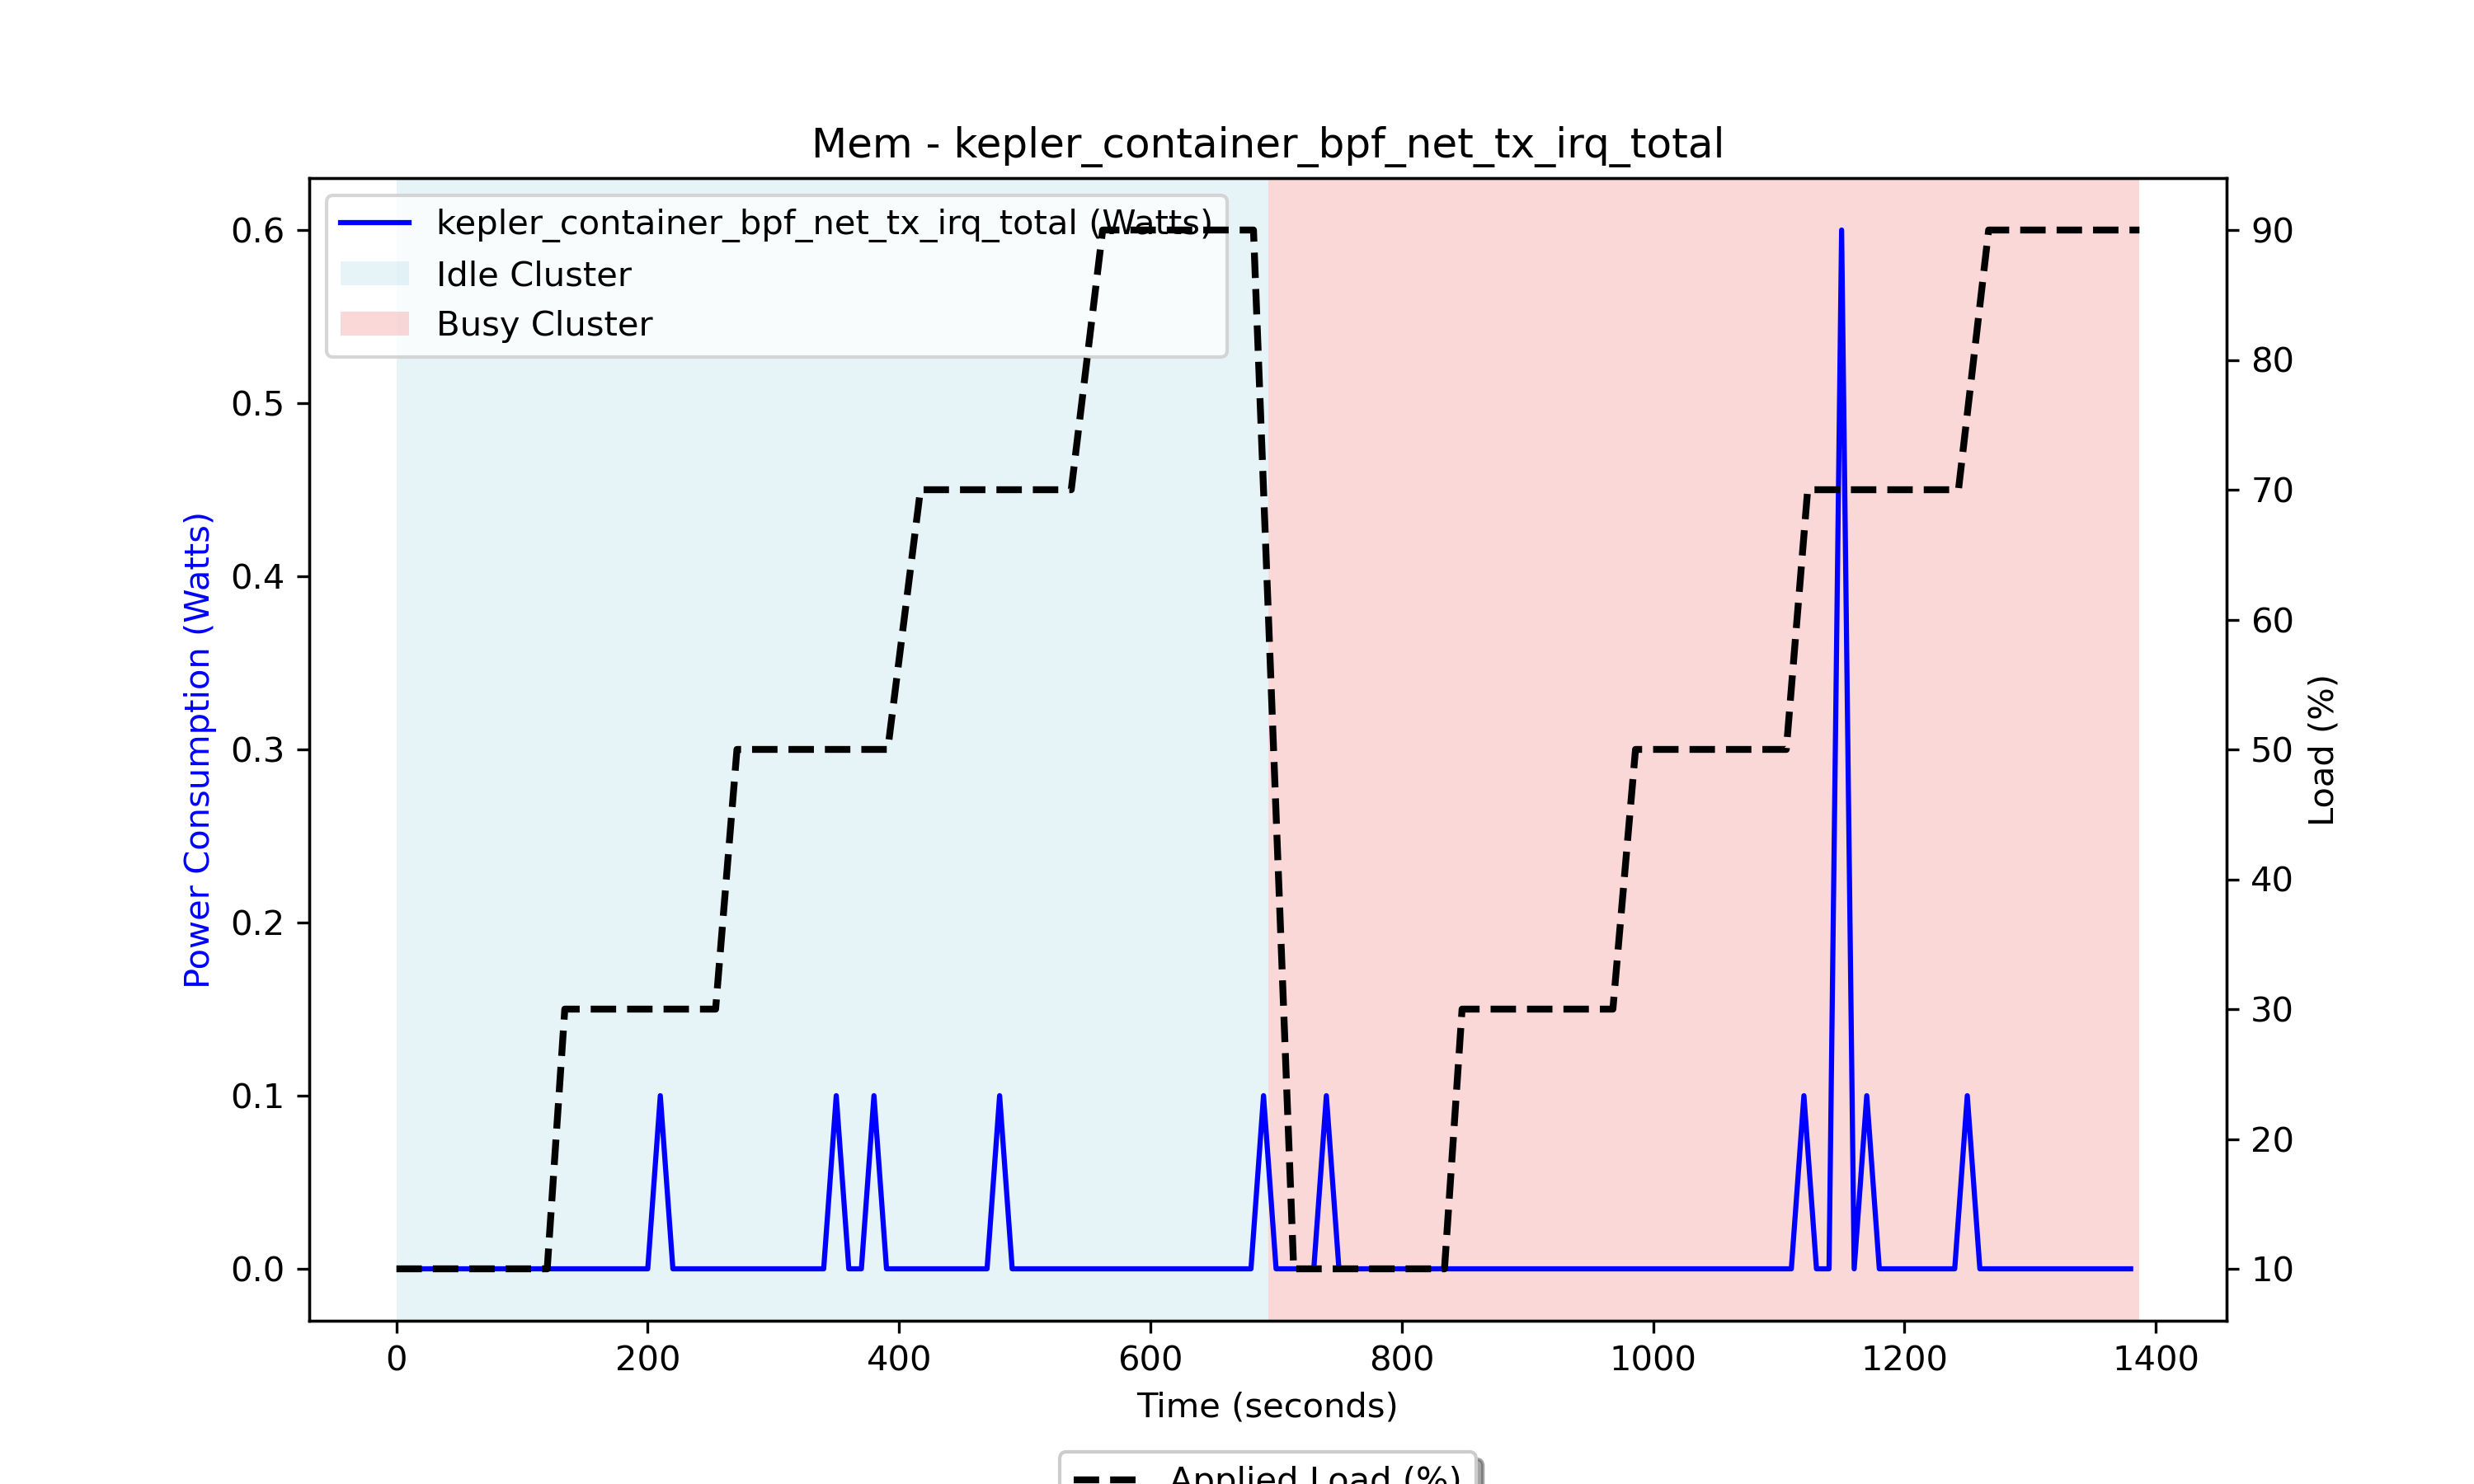 Mem - kepler_container_bpf_net_tx_irq_total
kepler_container_bpf_net_tx_irq_total (Watts)
Idle Cluster
Busy Cluster
Power Consumption (Watts)
0.6
0.5
0.4
0.3
0.2
0.1
0.0
90
80
70
60
50
40
30
20
10
Load (%)
0 200 400 600 800 1000 1200 1400
Time (seconds)
Applied Load (%)